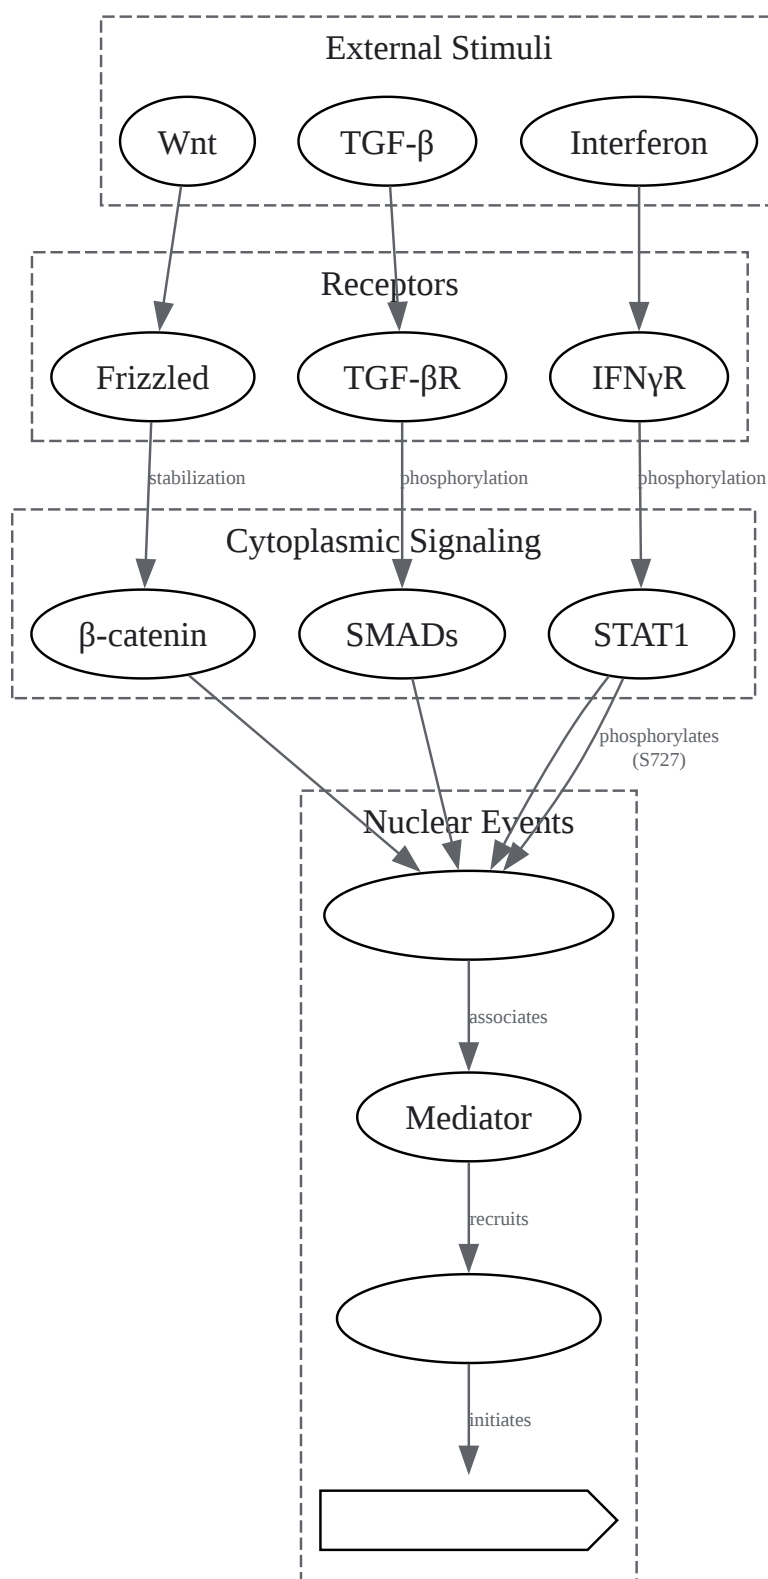 External Stimuli
Wnt
TGF-β
Interferon
Receptors
Frizzled
TGF-βR
IFNγR
stabilization
phosphorylation
phosphorylation
Cytoplasmic Signaling
β-catenin
SMADs
STAT1
phosphorylates
(S727)
Nuclear Events
associates
Mediator
recruits
initiates